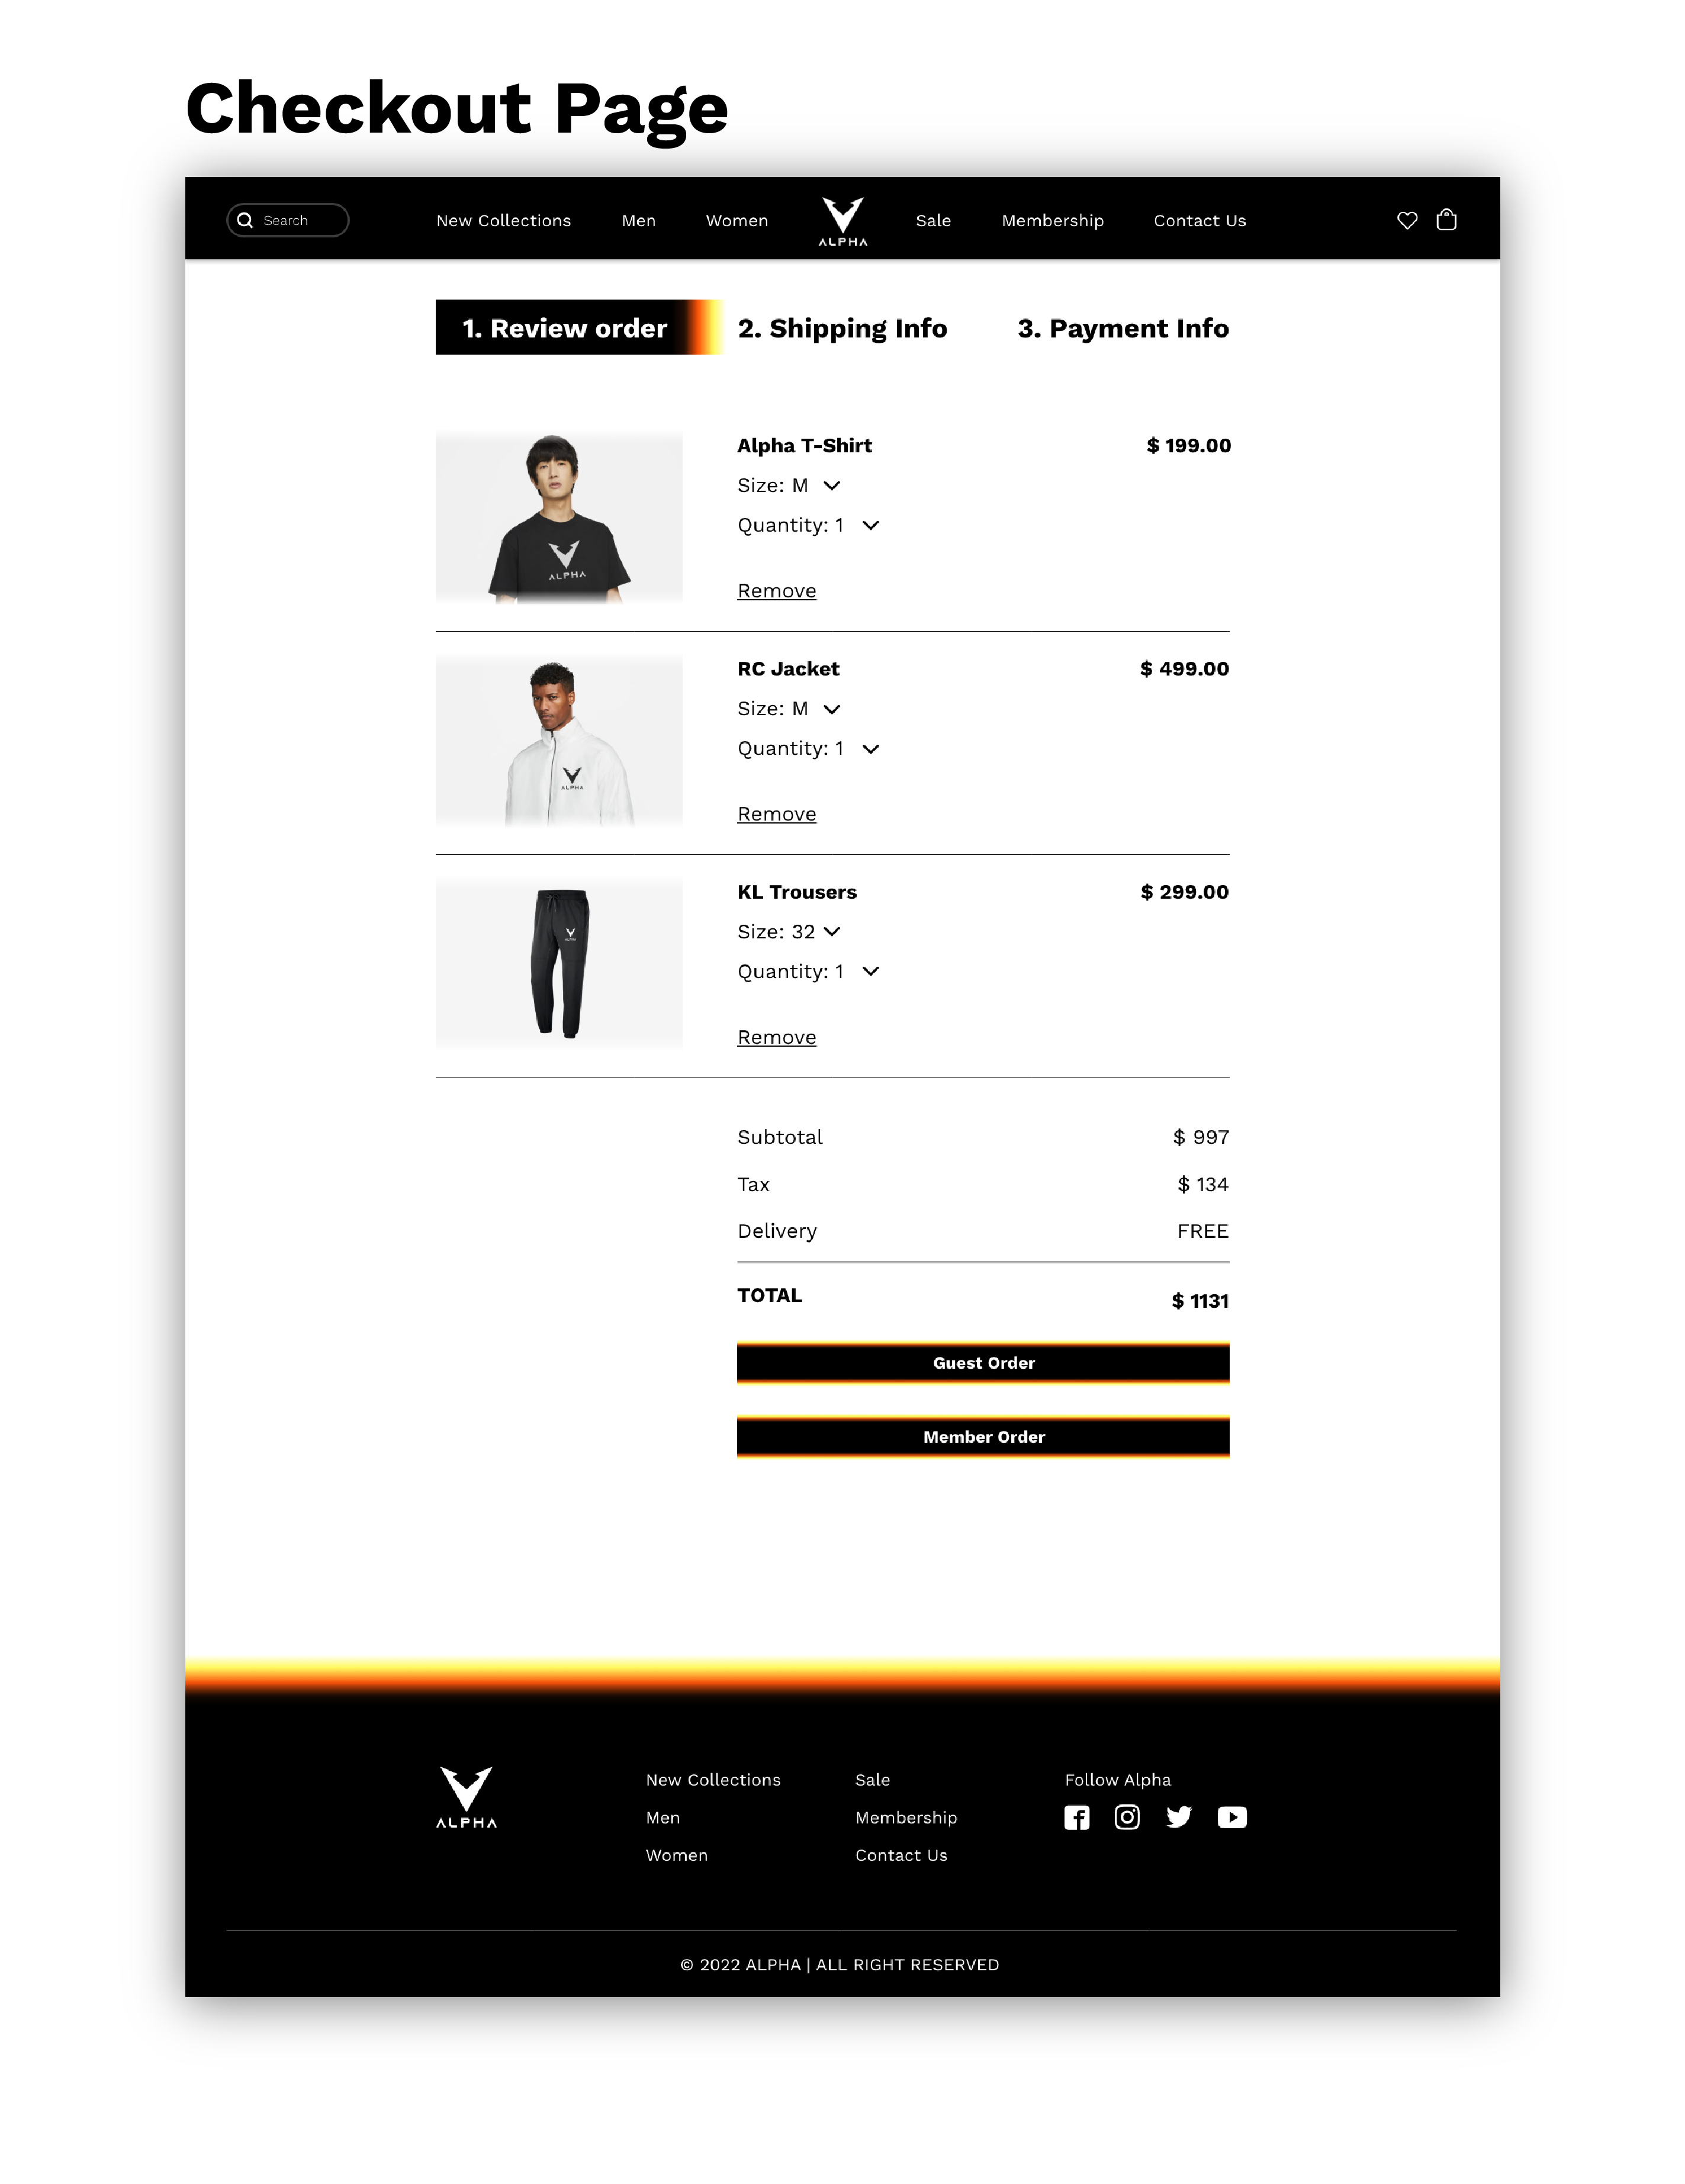 Checkout Page
Search
New Collections
Men
Women
ALPHA
Sale
Membership
Contact Us
1. Review order
2. Shipping Info
3. Payment Info
ALPHA
Alpha T-Shirt
$ 199.00
Size: M
Quantity: 1
Remove
ALPHA
RC Jacket
$ 499.00
Size: M
Quantity: 1
Remove
ALPHA
KL Trousers
$ 299.00
Size: 32
Quantity: 1
Remove
Subtotal
$ 997
Tax
$ 134
Delivery
FREE
TOTAL
$ 1131
Guest Order
Member Order
ALPHA
New Collections
Men
Women
Sale
Membership
Contact Us
Follow Alpha
© 2022 ALPHA | ALL RIGHT RESERVED